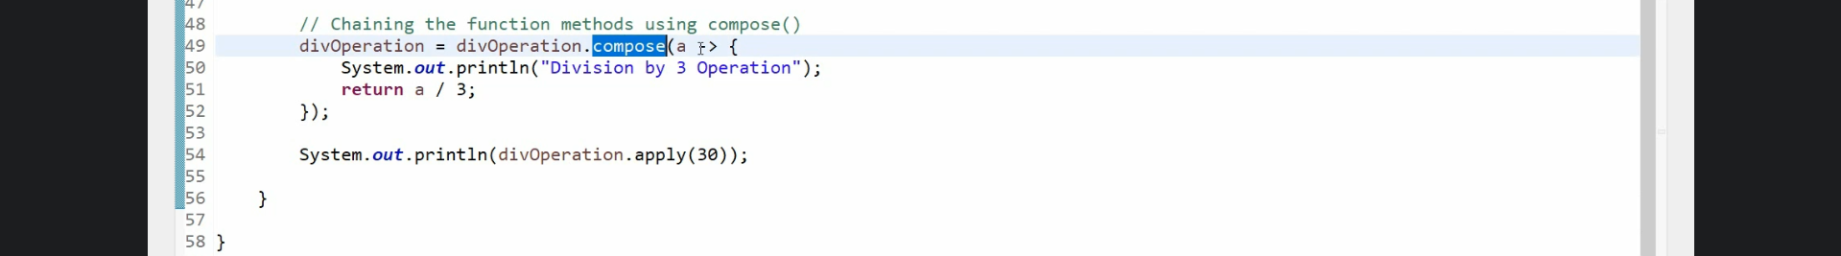 47
48 // Chaining the function methods using compose()
49 divOperation = divOperation.compose(a -> {
50 System.out.println("Division by 3 Operation");
51 return a / 3;
52 });
53
54 System.out.println(divOperation.apply(30));
55
56 }
57
58 }